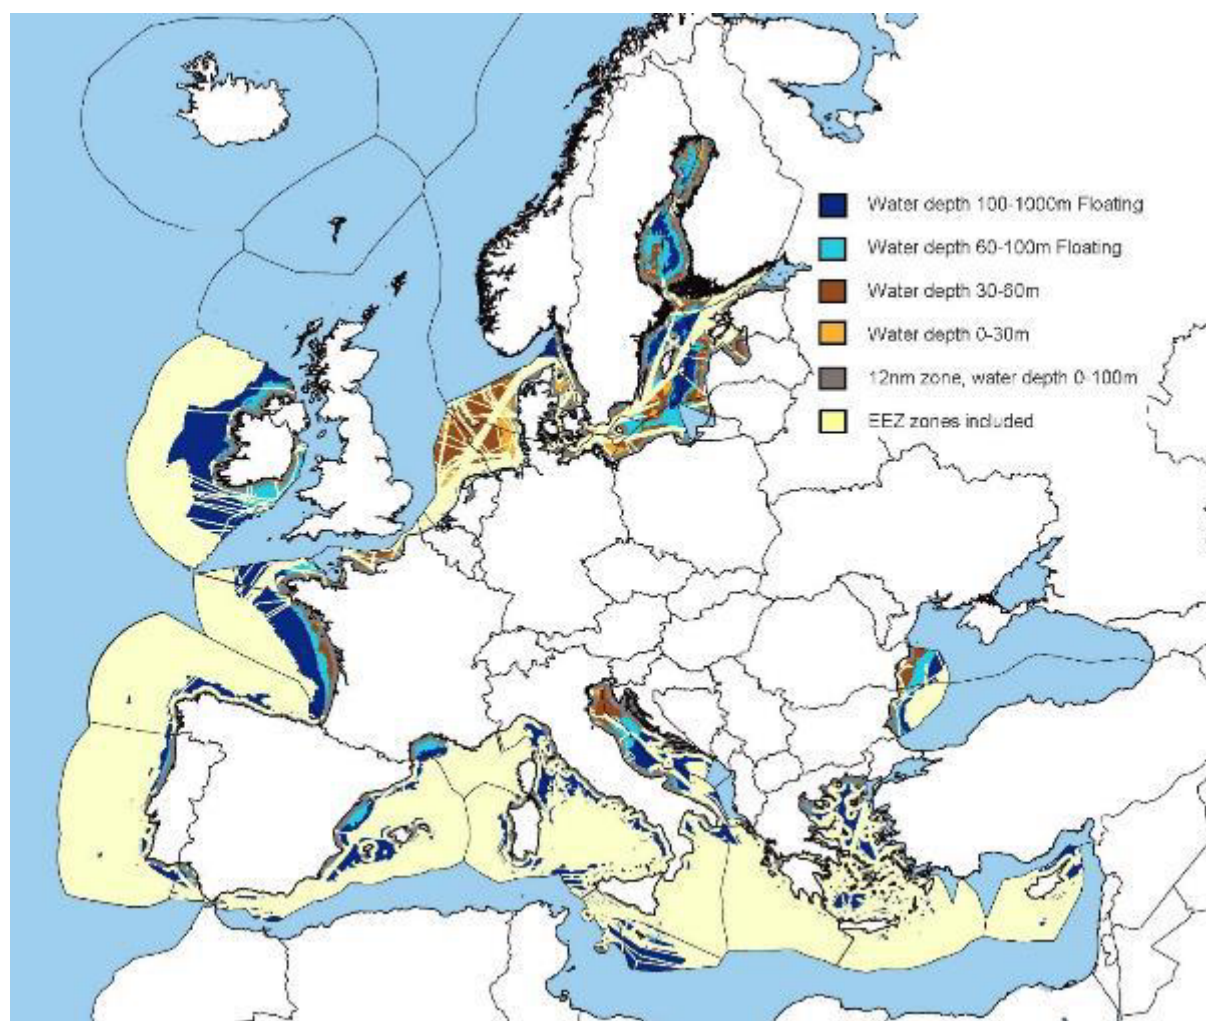 Water depth 100-1000m Floating
Water depth 60-100m Floating
Water depth 30-60m
Water depth 0-30m
12nm zone, water depth 0-100m
EEZ zones included